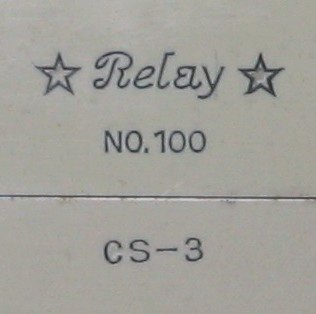 ☆ Relay ☆
NO. 100
CS-3